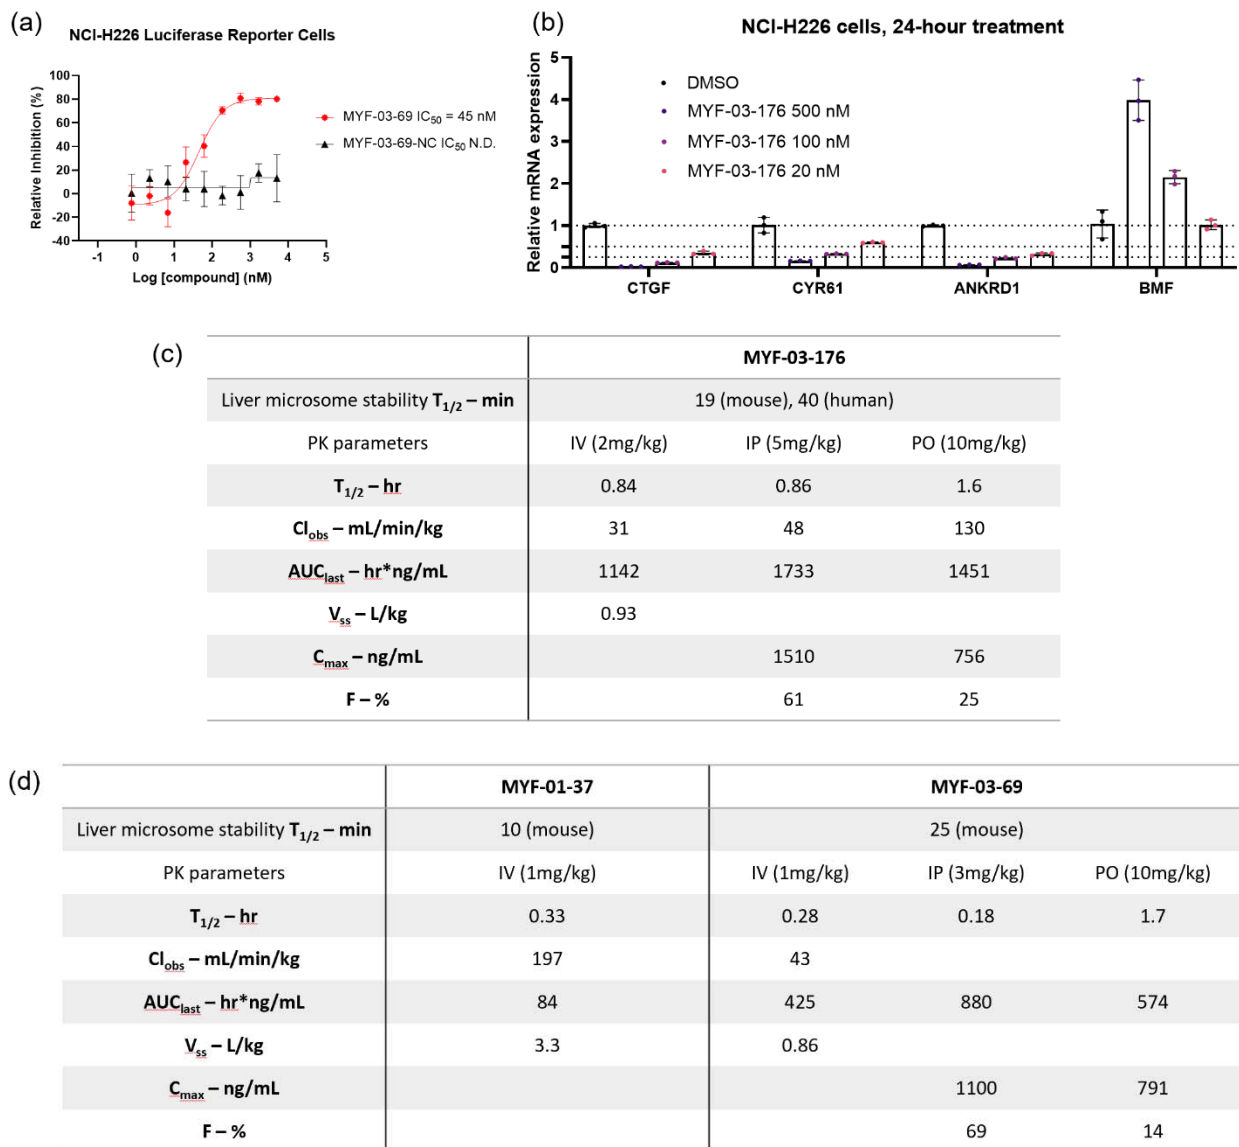 (a)
NCI-H226 Luciferase Reporter Cells
Relative Inhibition (%)
100
80
60
40
20
0
-20
-40
-1 0 1 2 3 4 5
Log [compound] (nM)
MYF-03-69 IC50 = 45 nM
MYF-03-69-NC IC50 N.D.
(b)
NCI-H226 cells, 24-hour treatment
Relative mRNA expression
5
4
3
2
1
0
DMSO
MYF-03-176 500 nM
MYF-03-176 100 nM
MYF-03-176 20 nM
CTGF CYR61 ANKRD1 BMF
(c)
MYF-03-176
Liver microsome stability T1/2 – min 19 (mouse), 40 (human)
PK parameters IV (2mg/kg) IP (5mg/kg) PO (10mg/kg)
T1/2 – hr 0.84 0.86 1.6
Clobs – mL/min/kg 31 48 130
AUClast – hr*ng/mL 1142 1733 1451
Vss – L/kg 0.93
Cmax – ng/mL 1510 756
F – % 61 25
(d)
MYF-01-37 MYF-03-69
Liver microsome stability T1/2 – min 10 (mouse) 25 (mouse)
PK parameters IV (1mg/kg) IV (1mg/kg) IP (3mg/kg) PO (10mg/kg)
T1/2 – hr 0.33 0.28 0.18 1.7
Clobs – mL/min/kg 197 43
AUClast – hr*ng/mL 84 425 880 574
Vss – L/kg 3.3 0.86
Cmax – ng/mL 1100 791
F – % 69 14